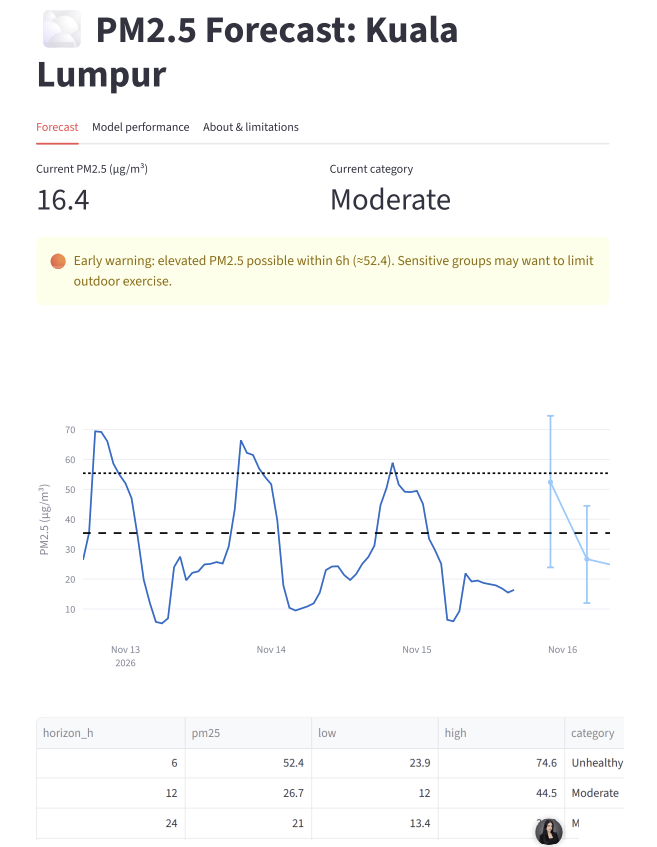 PM2.5 Forecast: Kuala
Lumpur
Forecast Model performance About & limitations
Current PM2.5 (µg/m³) Current category
16.4 Moderate
Early warning: elevated PM2.5 possible within 6h (≈52.4). Sensitive groups may want to limit
outdoor exercise.
70
60
50
40
30
20
10
PM2.5 (µg/m³)
Nov 13 Nov 14 Nov 15 Nov 16
2026
horizon_h pm25 low high category
6 52.4 23.9 74.6 Unhealthy
12 26.7 12 44.5 Moderate
24 21 13.4